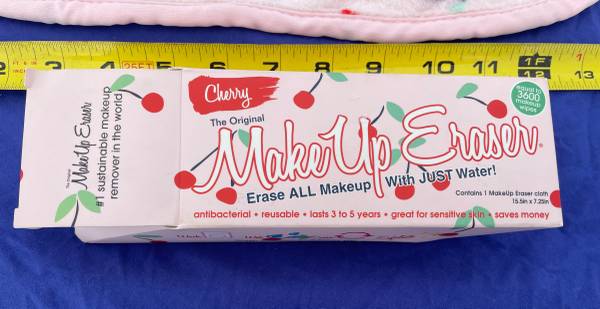 2 3 4 25FT 5 6 7 8 9 10 11 1F 12 13
The Original
MakeUp Eraser
#1 sustainable makeup
remover in the world
Cherry
The Original
MakeUp Eraser
Erase ALL Makeup With JUST Water!
equal to
3600
makeup
wipes
Contains 1 MakeUp Eraser cloth
15.5in x 7.25in
antibacterial • reusable • lasts 3 to 5 years • great for sensitive skin • saves money